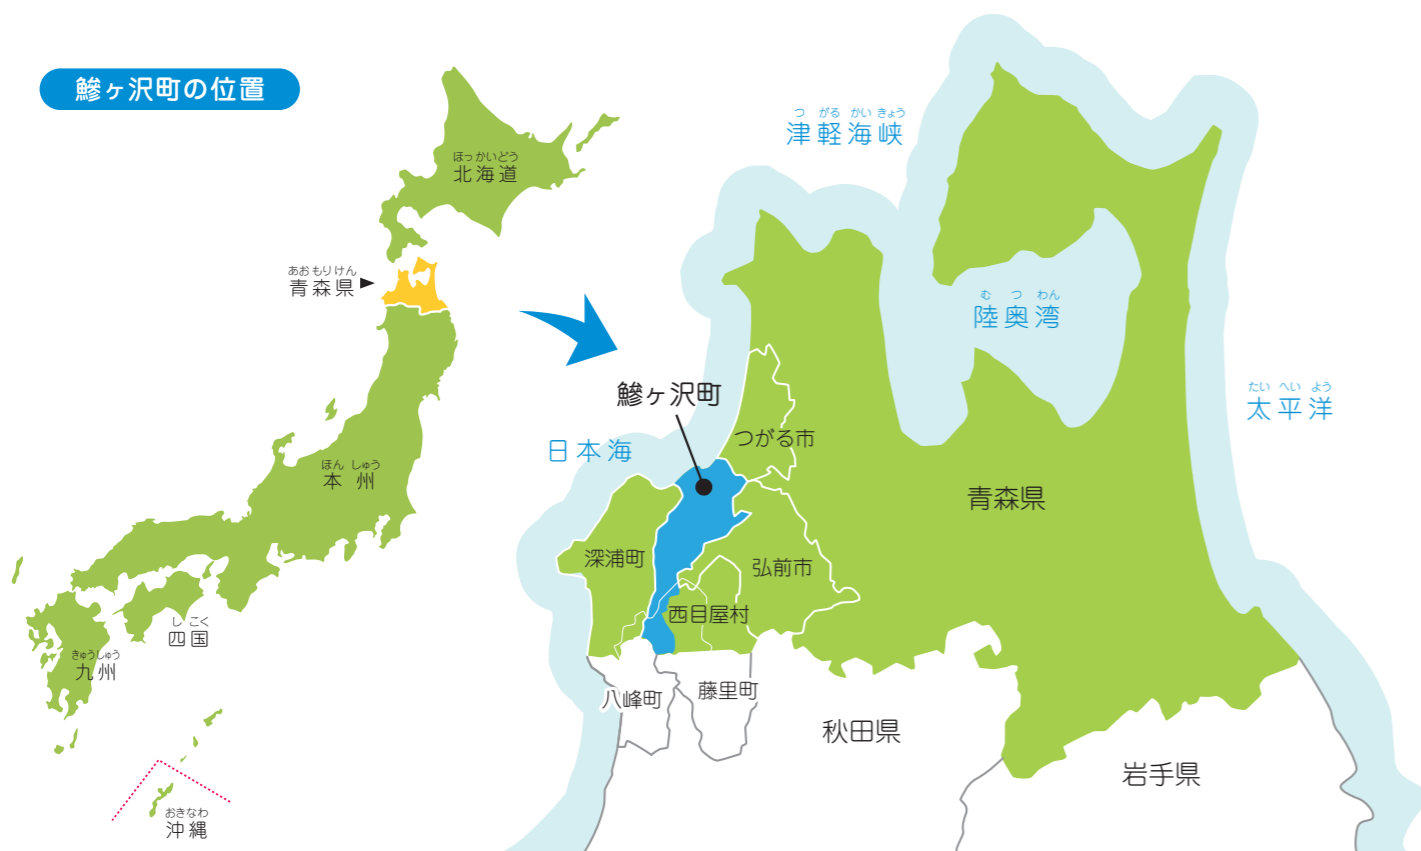 鰺ヶ沢町の位置
ほっかいどう
北海道
あおもりけん
青森県
ほんしゅう
本州
しこく
四国
きゅうしゅう
九州
おきなわ
沖縄
つがるかいきょう
津軽海峡
むつわん
陸奥湾
たいへいよう
太平洋
日本海
鰺ヶ沢町
つがる市
青森県
深浦町
弘前市
西目屋村
八峰町
藤里町
秋田県
岩手県